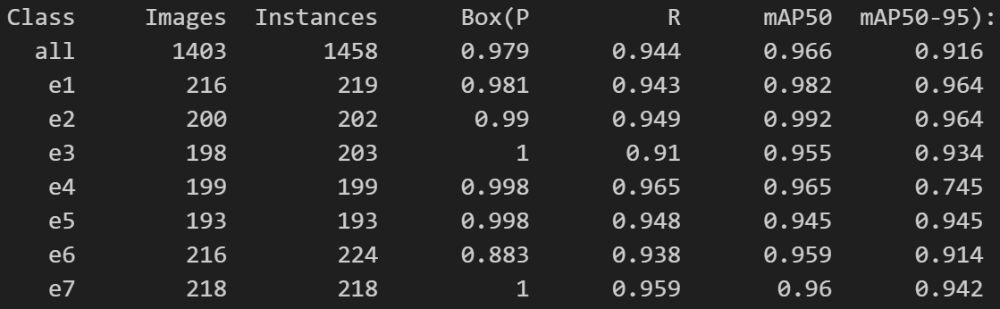 Class Images Instances Box(P R mAP50 mAP50-95):
all 1403 1458 0.979 0.944 0.966 0.916
e1 216 219 0.981 0.943 0.982 0.964
e2 200 202 0.99 0.949 0.992 0.964
e3 198 203 1 0.91 0.955 0.934
e4 199 199 0.998 0.965 0.965 0.745
e5 193 193 0.998 0.948 0.945 0.945
e6 216 224 0.883 0.938 0.959 0.914
e7 218 218 1 0.959 0.96 0.942